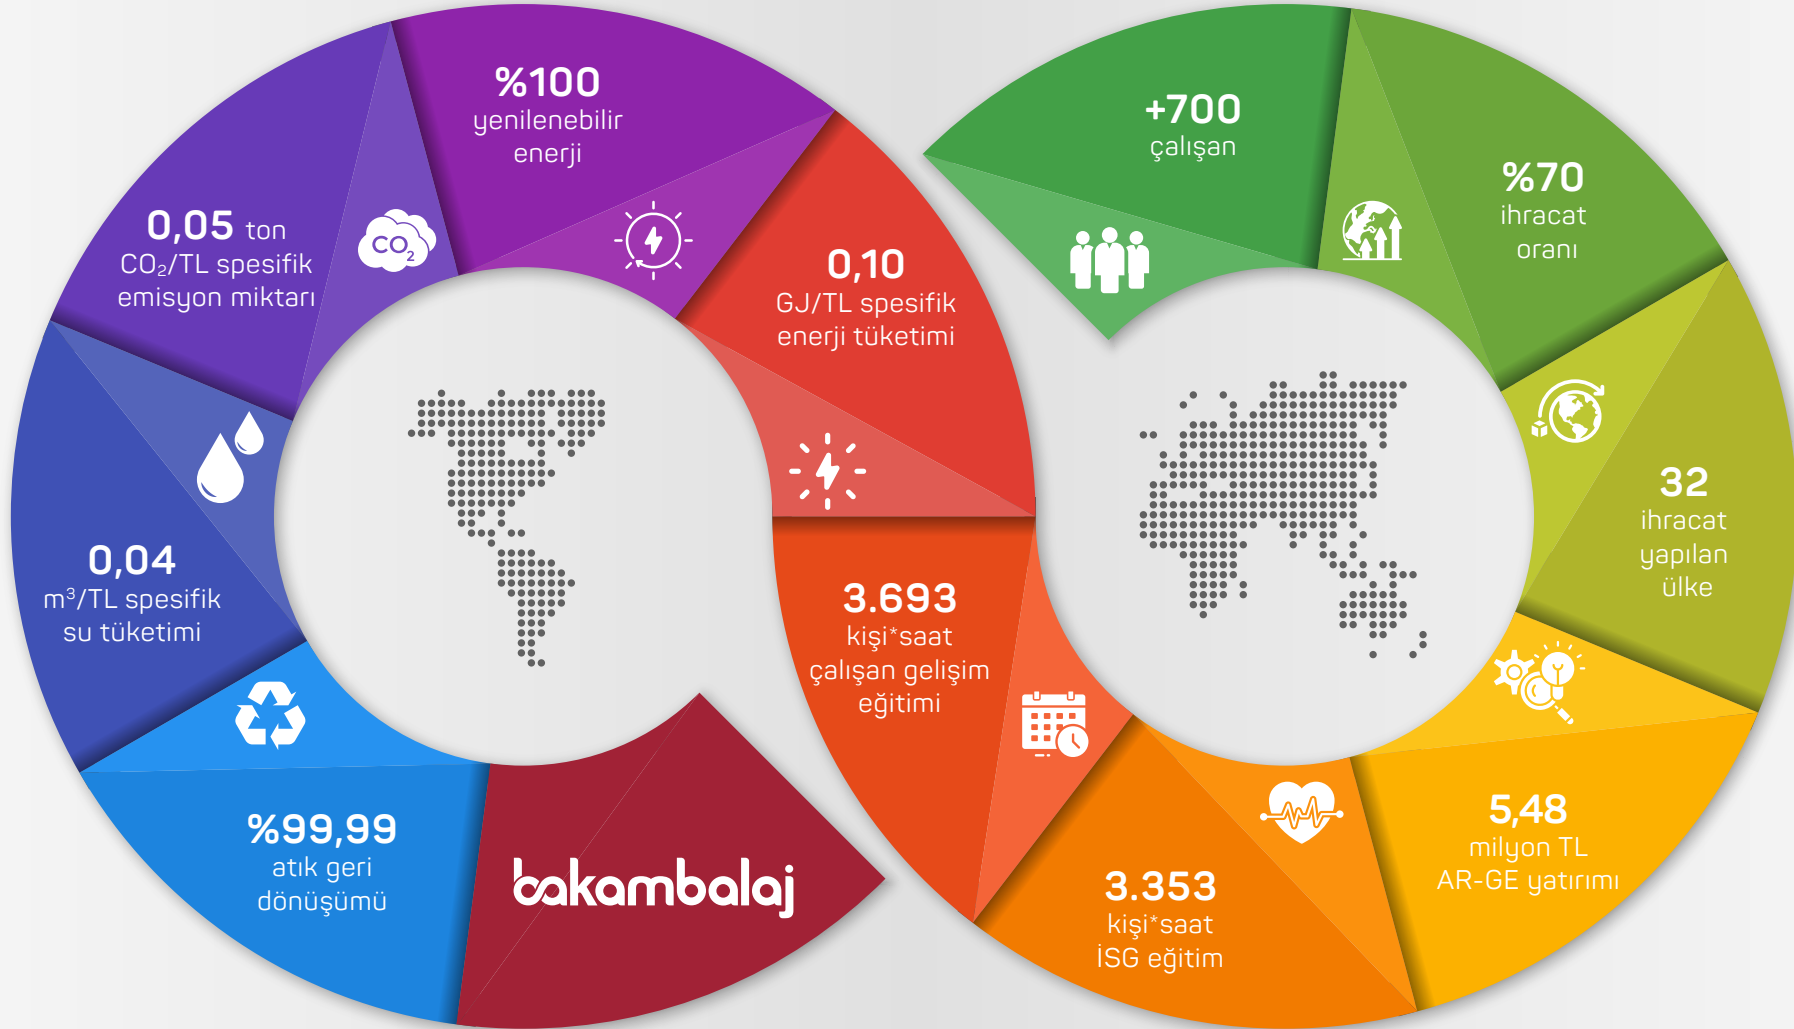 %100
yenilenebilir
enerji
0,05 ton
CO₂/TL spesifik
emisyon miktarı
CO₂
0,04
m³/TL spesifik
su tüketimi
%99,99
atık geri
dönüşümü
bakambalaj
0,10
GJ/TL spesifik
enerji tüketimi
3.693
kişi*saat
çalışan gelişim
eğitimi
3.353
kişi*saat
İSG eğitim
5,48
milyon TL
AR-GE yatırımı
32
ihracat
yapılan
ülke
%70
ihracat
oranı
+700
çalışan